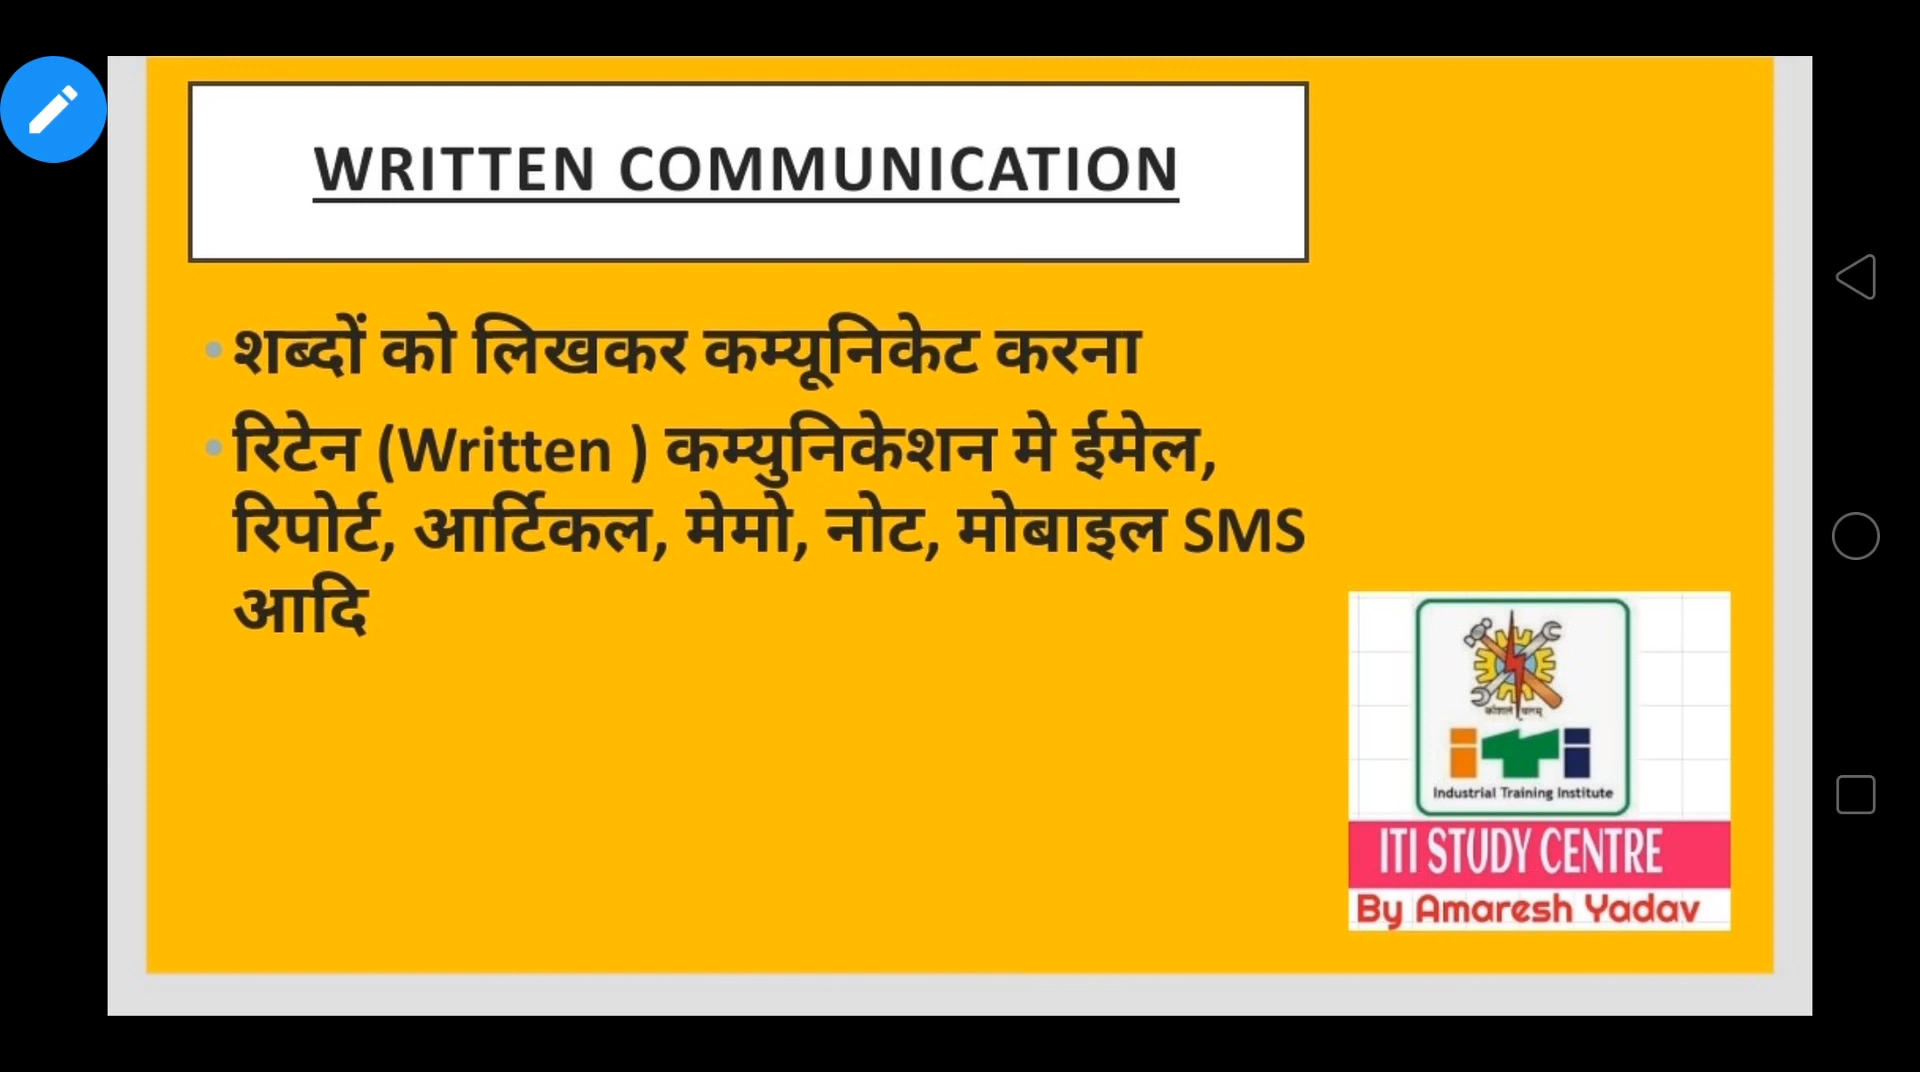 WRITTEN COMMUNICATION
शब्दों को लिखकर कम्यूनिकेट करना
रिटेन (Written ) कम्युनिकेशन मे ईमेल,
रिपोर्ट, आर्टिकल, मेमो, नोट, मोबाइल SMS
आदि
iTi
Industrial Training Institute
ITI STUDY CENTRE
By Amaresh Yadav